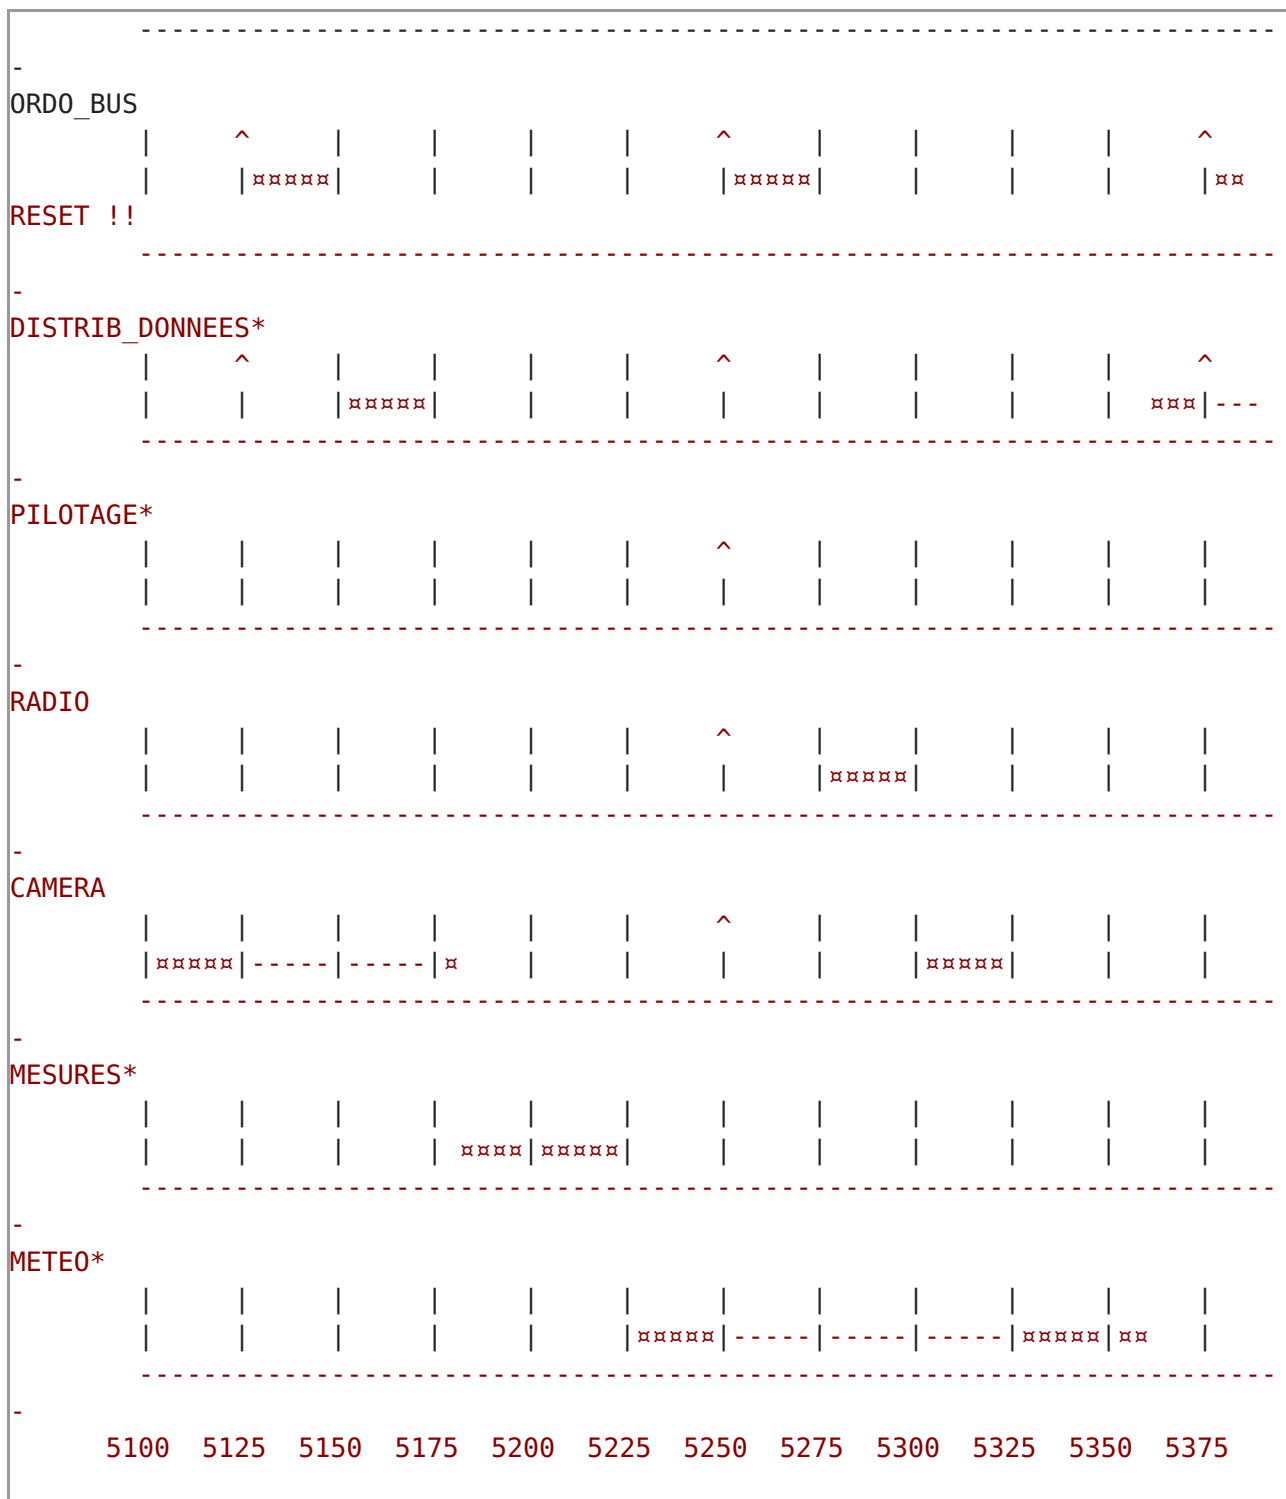 -----------------------------------------------------------------------
-
ORDO_BUS
        |     ^     |     |     |     |     ^     |     |     |     |     ^
        |     |¤¤¤¤¤|     |     |     |     |¤¤¤¤¤|     |     |     |     |¤¤
RESET !!
        -----------------------------------------------------------------------
-
DISTRIB_DONNEES*
        |     ^     |     |     |     |     ^     |     |     |     |     ^
        |     |     |¤¤¤¤¤|     |     |     |     |     |     |     |  ¤¤¤|---
        -----------------------------------------------------------------------
-
PILOTAGE*
        |     |     |     |     |     |     ^     |     |     |     |     |
        |     |     |     |     |     |     |     |     |     |     |     |
        -----------------------------------------------------------------------
-
RADIO
        |     |     |     |     |     |     ^     |     |     |     |     |
        |     |     |     |     |     |     |     |¤¤¤¤¤|     |     |     |
        -----------------------------------------------------------------------
-
CAMERA
        |     |     |     |     |     |     ^     |     |     |     |     |
        |¤¤¤¤¤|-----|-----|¤    |     |     |     |     |¤¤¤¤¤|     |     |
        -----------------------------------------------------------------------
-
MESURES*
        |     |     |     |     |     |     |     |     |     |     |     |
        |     |     |     | ¤¤¤¤|¤¤¤¤¤|     |     |     |     |     |     |
        -----------------------------------------------------------------------
-
METEO*
        |     |     |     |     |     |     |     |     |     |     |     |
        |     |     |     |     |     |¤¤¤¤¤|-----|-----|-----|¤¤¤¤¤|¤¤   |
        -----------------------------------------------------------------------
-
      5100  5125  5150  5175  5200  5225  5250  5275  5300  5325  5350  5375